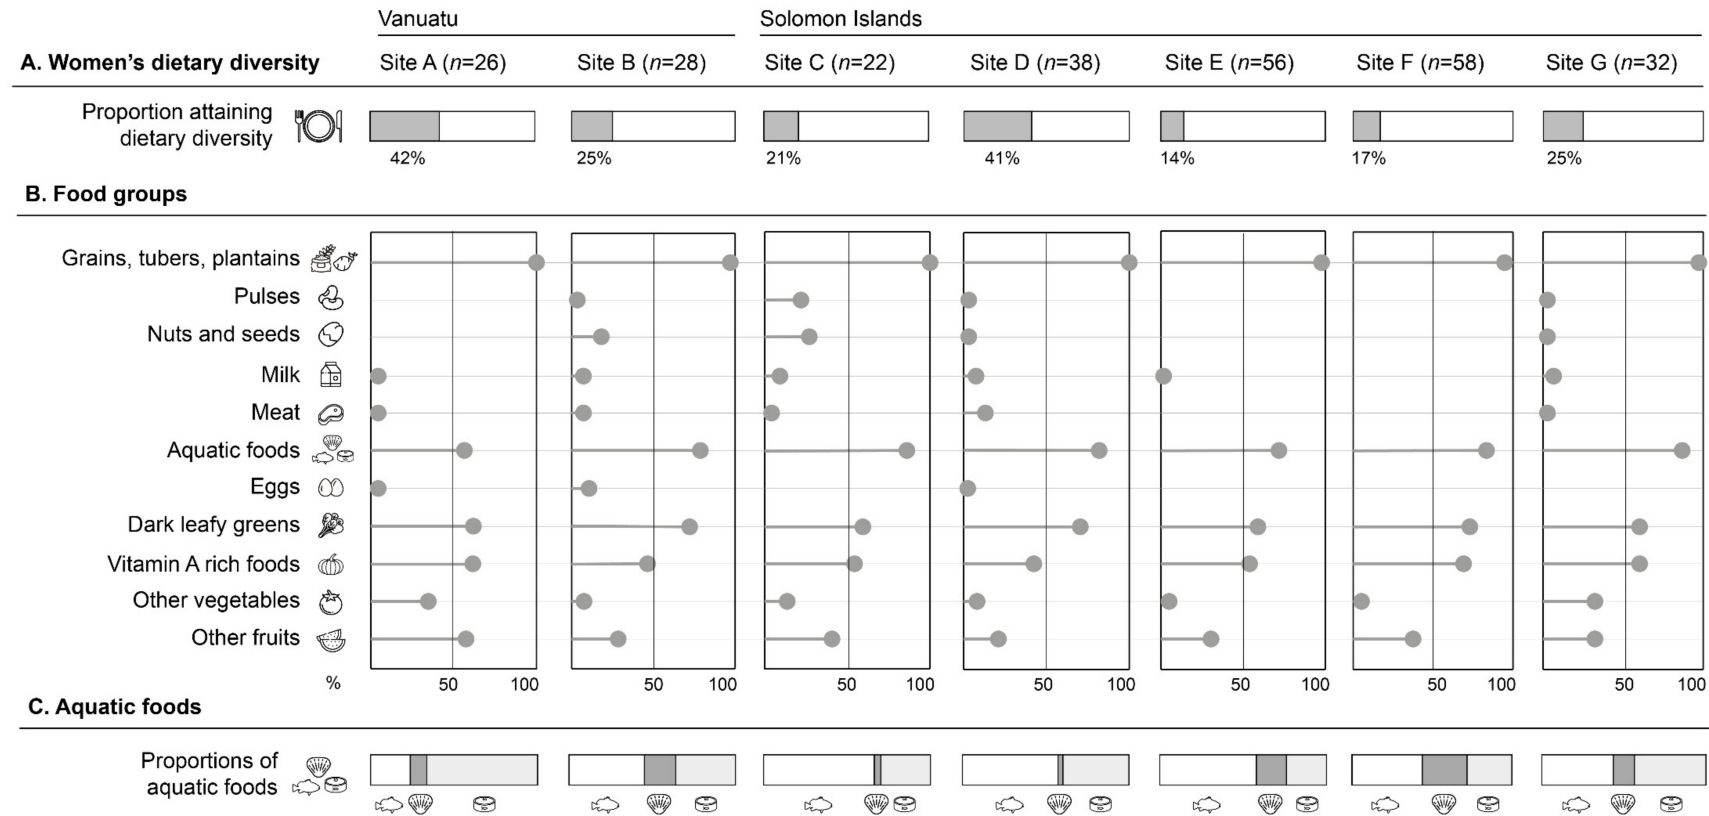 Vanuatu
Solomon Islands
A. Women's dietary diversity
Site A (n=26)
Site B (n=28)
Site C (n=22)
Site D (n=38)
Site E (n=56)
Site F (n=58)
Site G (n=32)
Proportion attaining
dietary diversity
42%
25%
21%
41%
14%
17%
25%
B. Food groups
Grains, tubers, plantains
Pulses
Nuts and seeds
Milk
Meat
Aquatic foods
Eggs
Dark leafy greens
Vitamin A rich foods
Other vegetables
Other fruits
%
50 100
50 100
50 100
50 100
50 100
50 100
50 100
C. Aquatic foods
Proportions of
aquatic foods